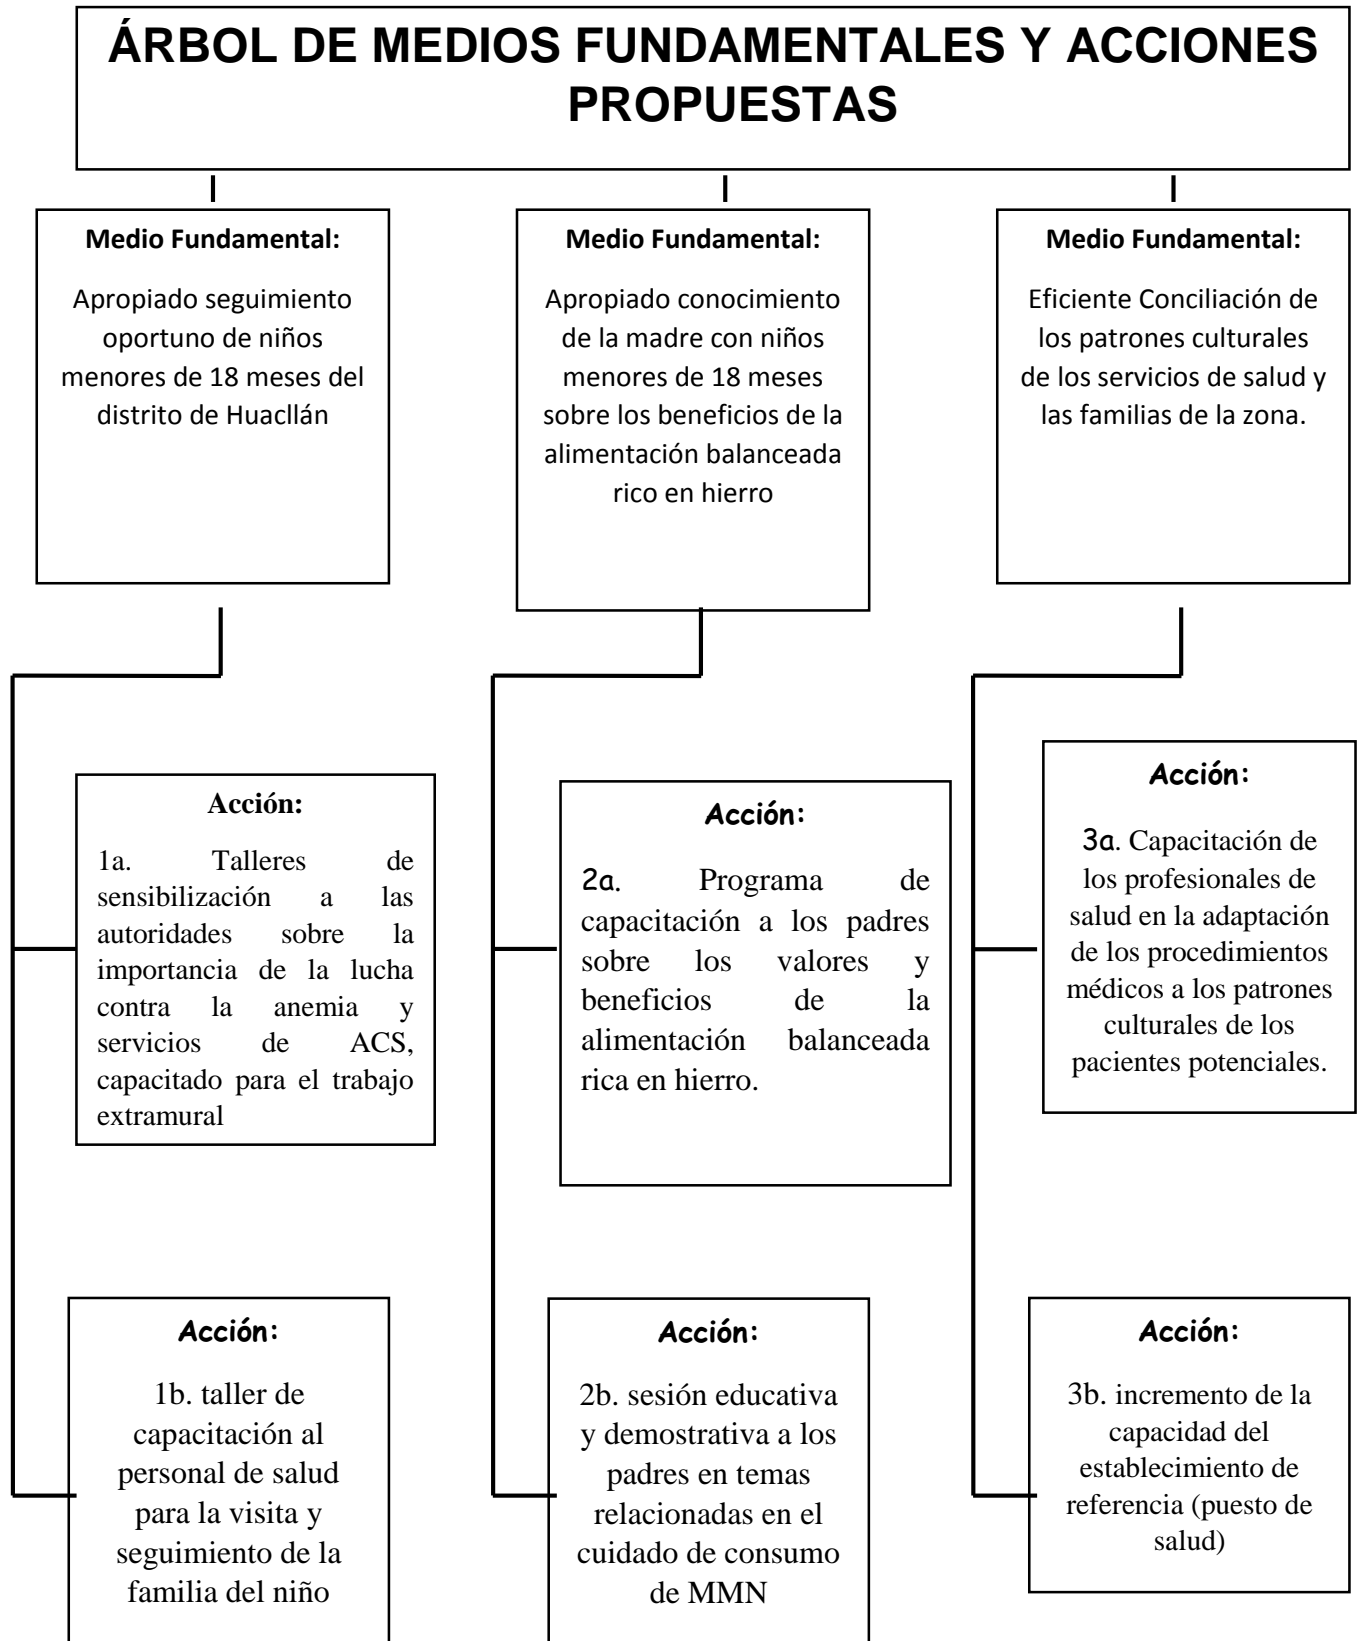 ÁRBOL DE MEDIOS FUNDAMENTALES Y ACCIONES
PROPUESTAS
Medio Fundamental:
Apropiado seguimiento
oportuno de niños
menores de 18 meses del
distrito de Huacllán
Medio Fundamental:
Apropiado conocimiento
de la madre con niños
menores de 18 meses
sobre los beneficios de la
alimentación balanceada
rico en hierro
Medio Fundamental:
Eficiente Conciliación de
los patrones culturales
de los servicios de salud y
las familias de la zona.
Acción:
1a. Talleres de
sensibilización a las
autoridades sobre la
importancia de la lucha
contra la anemia y
servicios de ACS,
capacitado para el trabajo
extramural
Acción:
2a. Programa de
capacitación a los padres
sobre los valores y
beneficios de la
alimentación balanceada
rica en hierro.
Acción:
3a. Capacitación de
los profesionales de
salud en la adaptación
de los procedimientos
médicos a los patrones
culturales de los
pacientes potenciales.
Acción:
1b. taller de
capacitación al
personal de salud
para la visita y
seguimiento de la
familia del niño
Acción:
2b. sesión educativa
y demostrativa a los
padres en temas
relacionadas en el
cuidado de consumo
de MMN
Acción:
3b. incremento de la
capacidad del
establecimiento de
referencia (puesto de
salud)